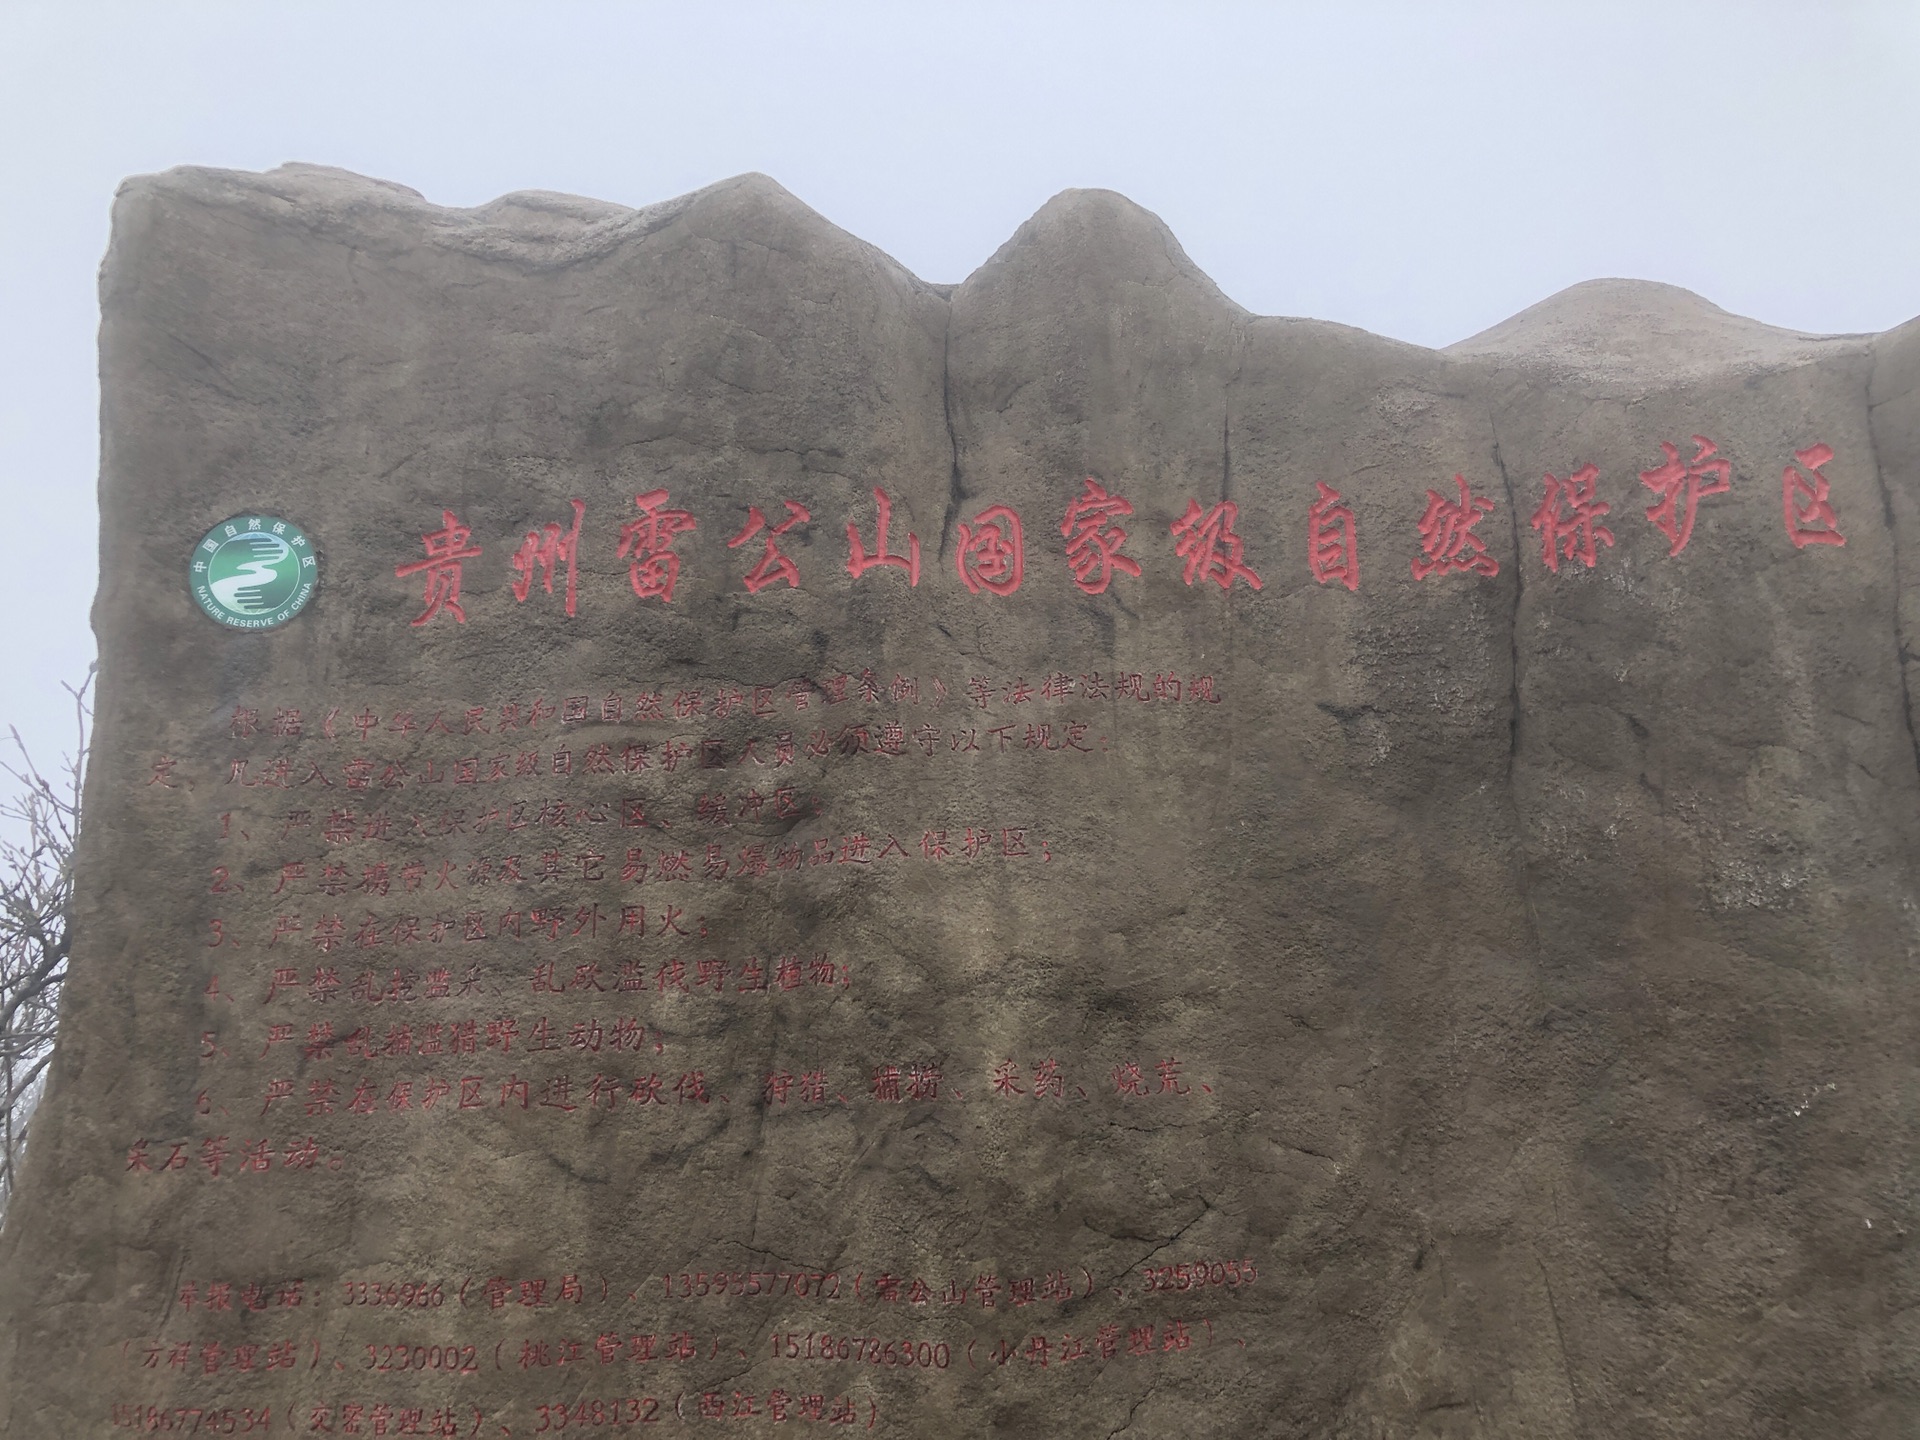 中国自然保护区
NATURE RESERVE OF CHINA
贵州雷公山国家级自然保护区
根据《中华人民共和国自然保护区管理条例》等法律法规的规
定，凡进入雷公山国家级自然保护区人员必须遵守以下规定：
1、严禁进入保护区核心区、缓冲区；
2、严禁携带火源及其它易燃易爆物品进入保护区；
3、严禁在保护区内野外用火；
4、严禁乱挖滥采、乱砍滥伐野生植物；
5、严禁乱捕滥猎野生动物；
6、严禁在保护区内进行砍伐、狩猎、捕捞、采药、烧荒、
采石等活动。
举报电话：3336966（管理局）、13595577072（雷公山管理站）、3259055
（方祥管理站）、3230002（桃江管理站）、15186786300（小丹江管理站）、
15186774534（交密管理站）、3348132（西江管理站）